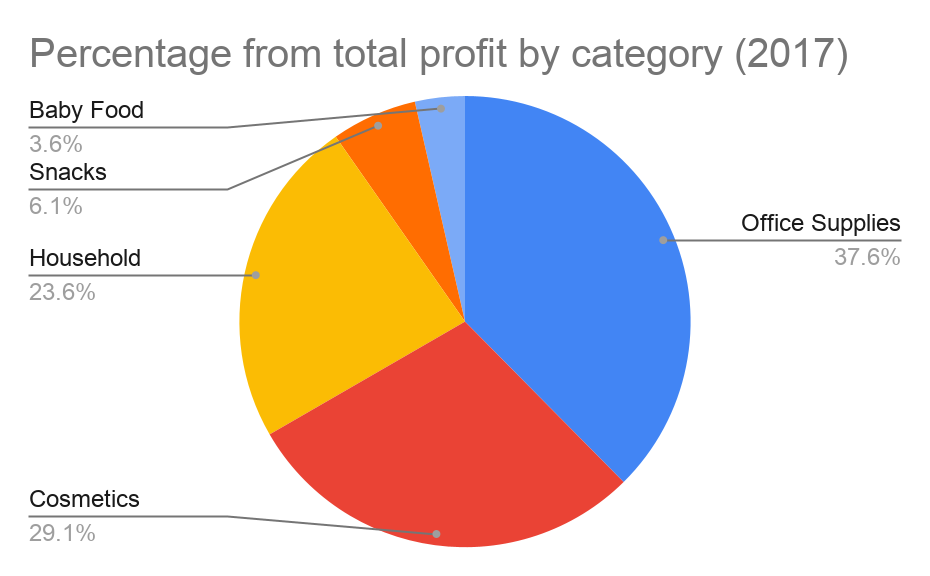 Percentage from total profit by category (2017)
Baby Food
3.6%
Snacks
6.1%
Household
23.6%
Cosmetics
29.1%
Office Supplies
37.6%